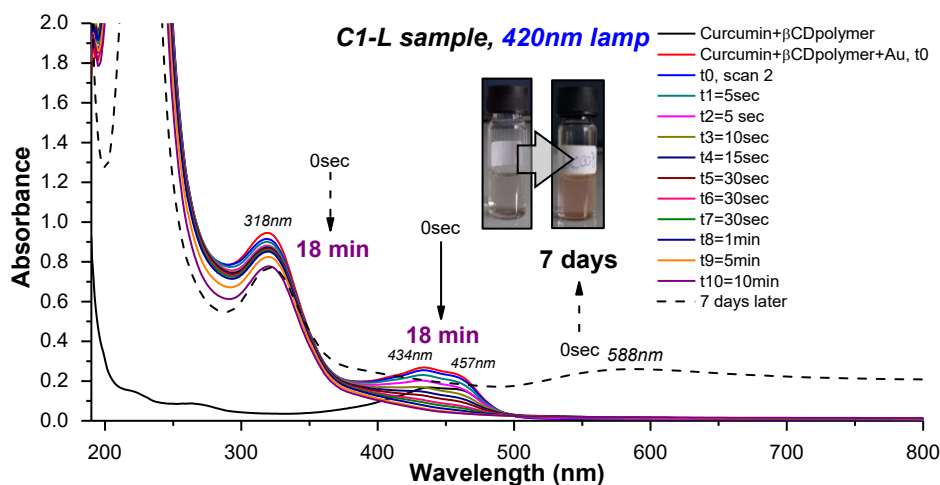 C1-L sample, 420nm lamp
Curcumin+βCDpolymer
Curcumin+βCDpolymer+Au, t0
t0, scan 2
t1=5sec
t2=5 sec
t3=10sec
t4=15sec
t5=30sec
t6=30sec
t7=30sec
t8=1min
t9=5min
t10=10min
7 days later
0sec
318nm
18 min
0sec
7 days
18 min
434nm
457nm
0sec
588nm
2.0
1.8
1.6
1.4
1.2
1.0
0.8
0.6
0.4
0.2
0.0
Absorbance
200
300
400
500
600
700
800
Wavelength (nm)